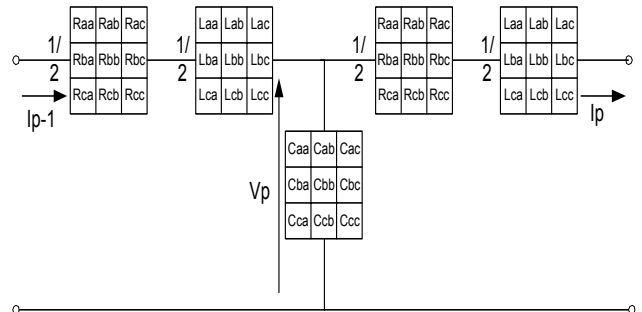 1/2
Raa Rab Rac
Rba Rbb Rbc
Rca Rcb Rcc
1/2
Laa Lab Lac
Lba Lbb Lbc
Lca Lcb Lcc
1/2
Raa Rab Rac
Rba Rbb Rbc
Rca Rcb Rcc
1/2
Laa Lab Lac
Lba Lbb Lbc
Lca Lcb Lcc
Ip-1
Ip
Vp
Caa Cab Cac
Cba Cbb Cbc
Cca Ccb Ccc